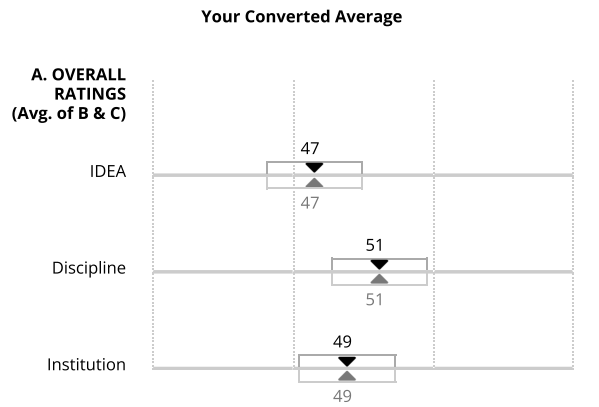 Your Converted Average
A. OVERALL
RATINGS
(Avg. of B & C)
47
IDEA
47
51
Discipline
51
49
Institution
49